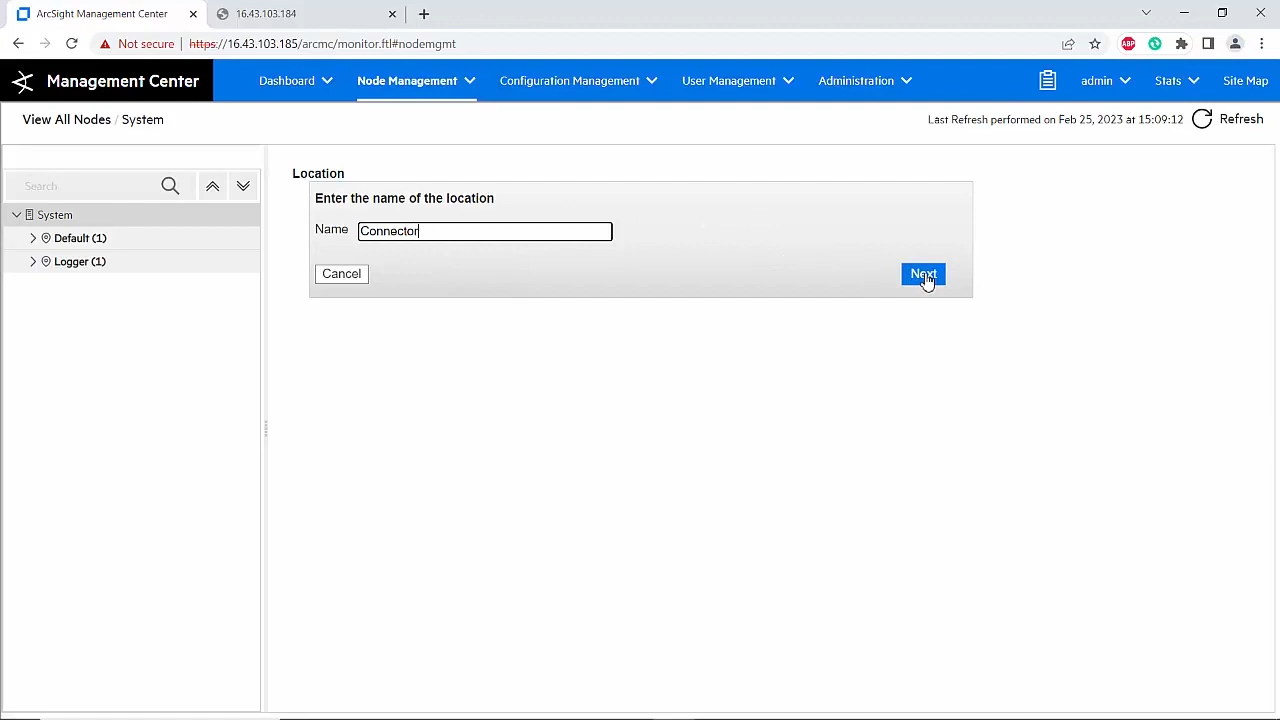 ArcSight Management Center
16.43.103.184
Not secure
https://16.43.103.185/arcmc/monitor.ftl#nodemgmt
ABP
Management Center
Dashboard
Node Management
Configuration Management
User Management
Administration
admin
Stats
Site Map
View All Nodes / System
Last Refresh performed on Feb 25, 2023 at 15:09:12
Refresh
Search
System
Default (1)
Logger (1)
Location
Enter the name of the location
Name
Connector
Cancel
Next